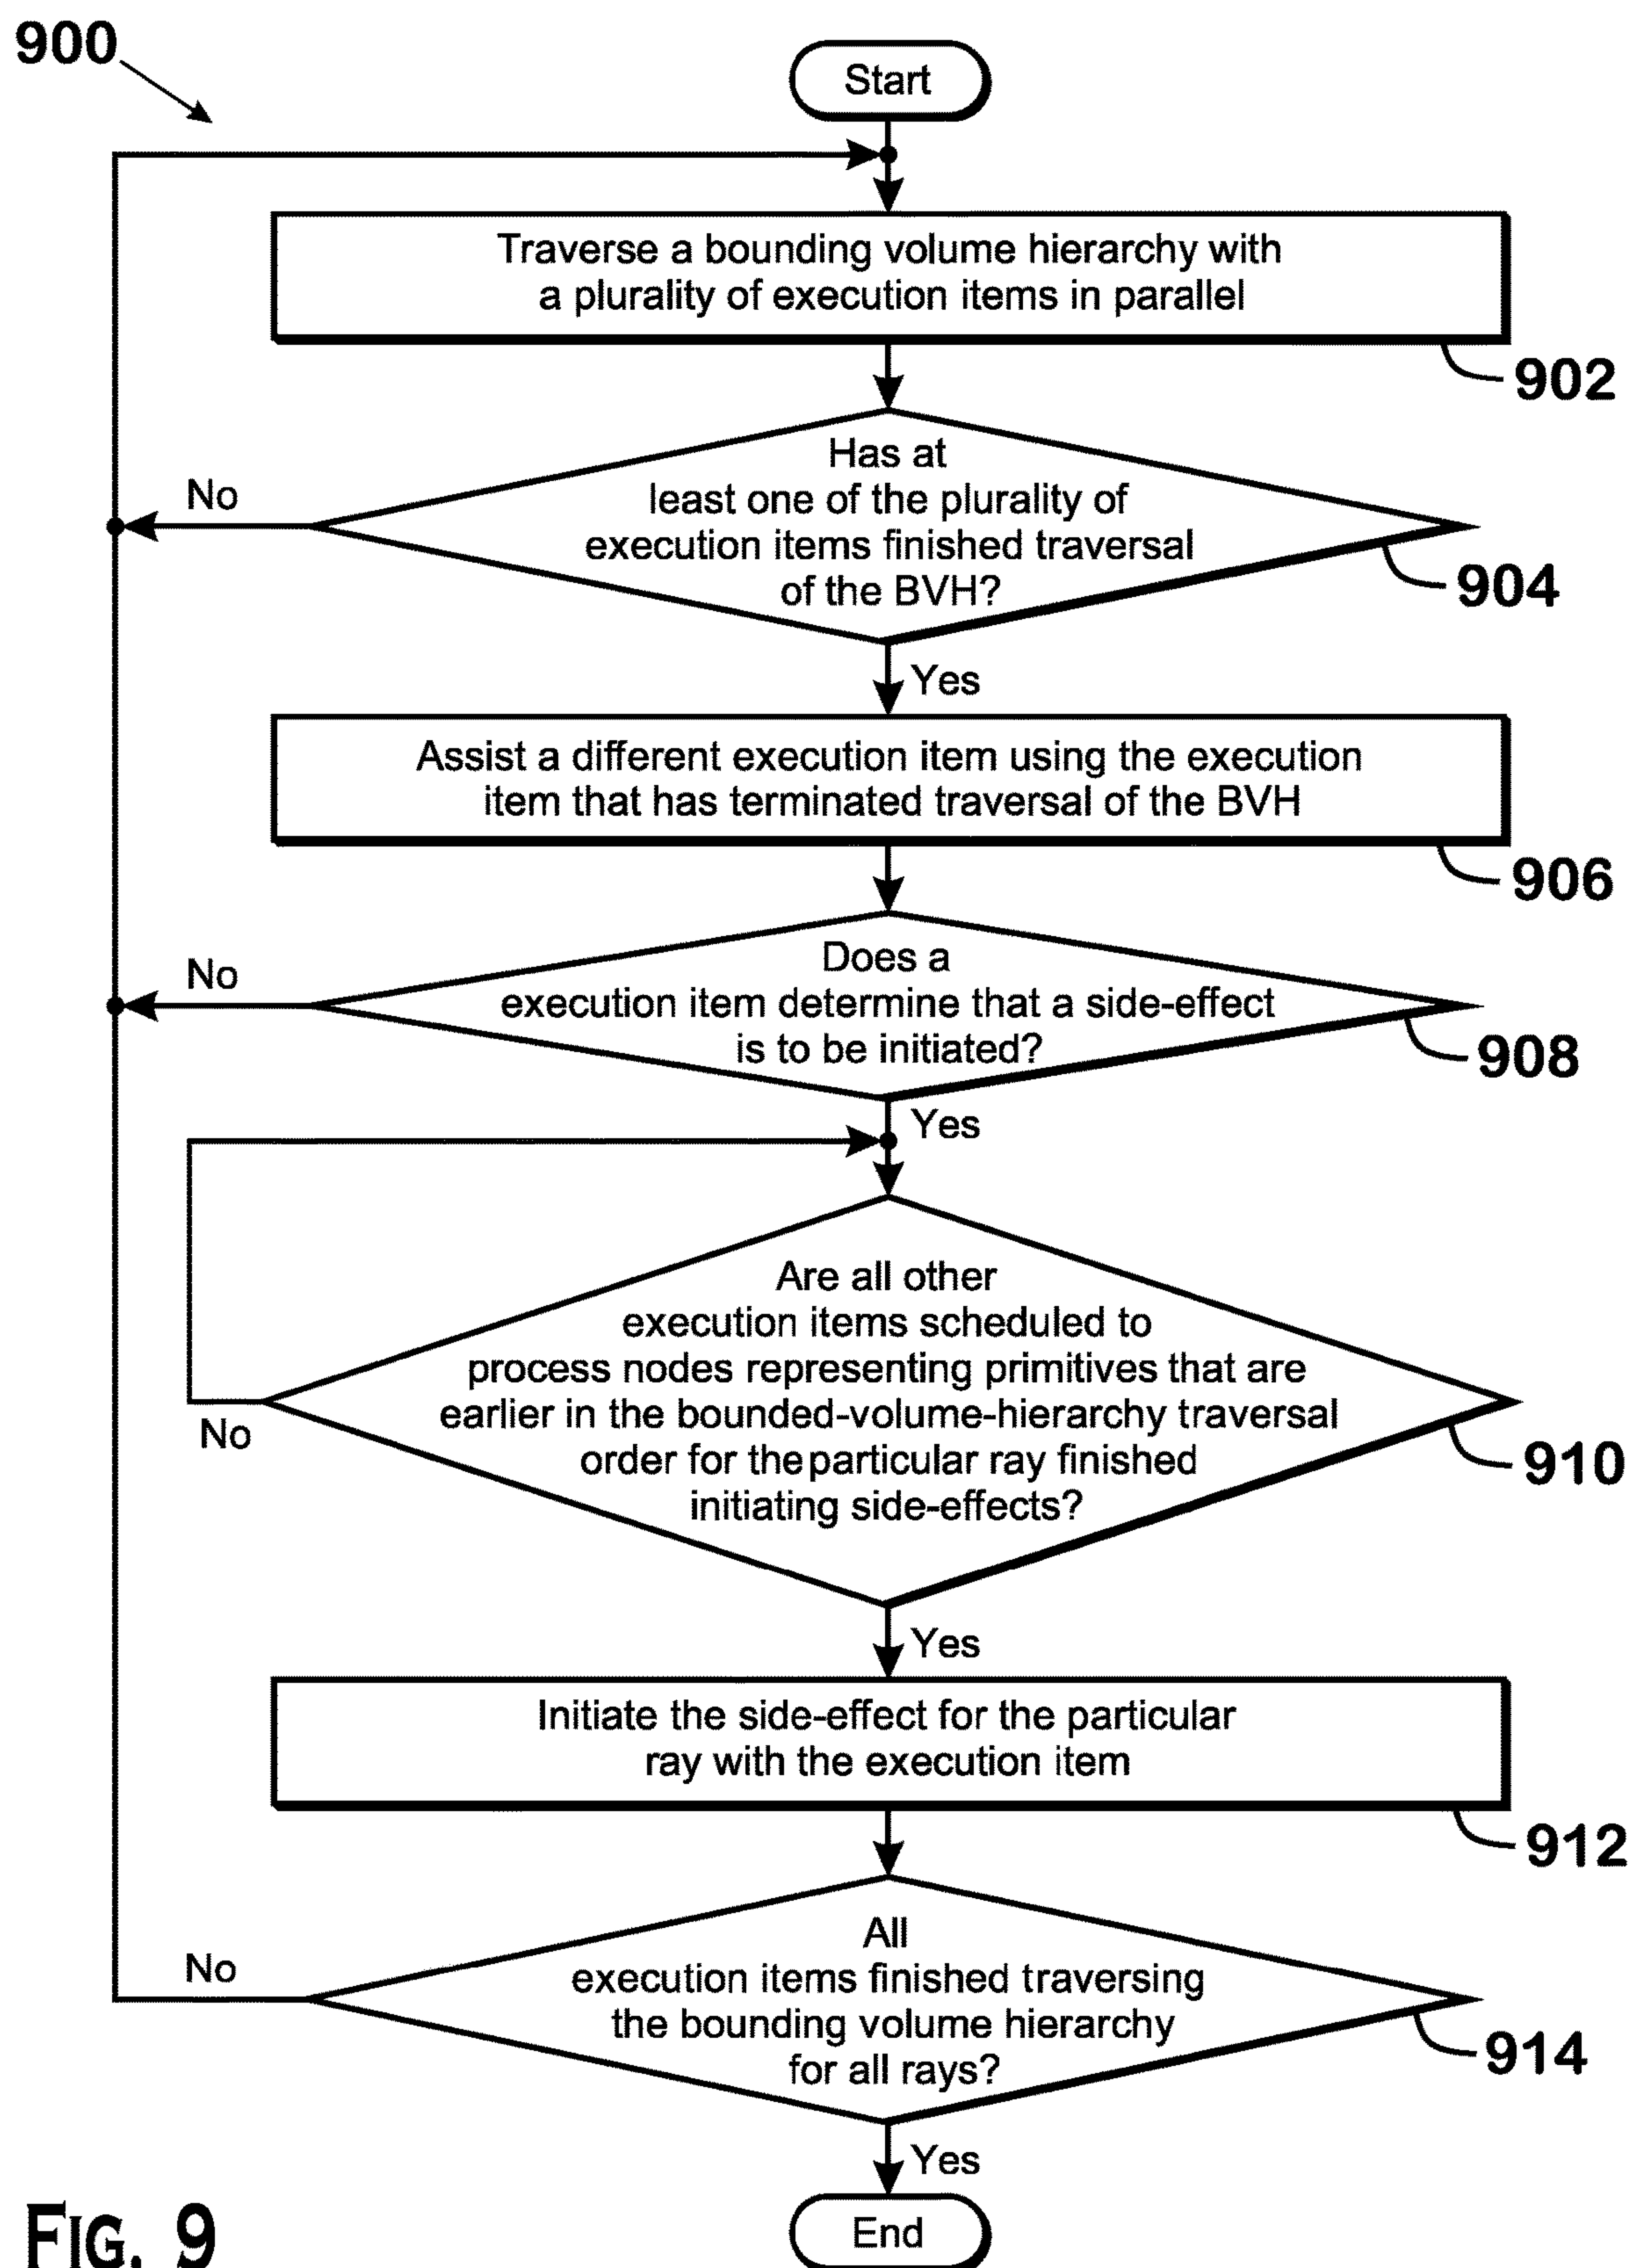 900
Start
Traverse a bounding volume hierarchy with
a plurality of execution items in parallel
902
Has at
least one of the plurality of
execution items finished traversal
of the BVH?
No
904
Yes
Assist a different execution item using the execution
item that has terminated traversal of the BVH
906
Does a
execution item determine that a side-effect
is to be initiated?
No
908
Yes
Are all other
execution items scheduled to
process nodes representing primitives that are
earlier in the bounded-volume-hierarchy traversal
order for the particular ray finished
initiating side-effects?
No
910
Yes
Initiate the side-effect for the particular
ray with the execution item
912
All
execution items finished traversing
the bounding volume hierarchy
for all rays?
No
914
Yes
End
FIG. 9